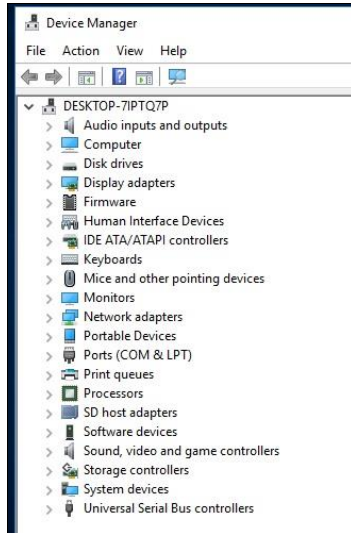 Device Manager
File Action View Help
DESKTOP-7IPTQ7P
Audio inputs and outputs
Computer
Disk drives
Display adapters
Firmware
Human Interface Devices
IDE ATA/ATAPI controllers
Keyboards
Mice and other pointing devices
Monitors
Network adapters
Portable Devices
Ports (COM & LPT)
Print queues
Processors
SD host adapters
Software devices
Sound, video and game controllers
Storage controllers
System devices
Universal Serial Bus controllers